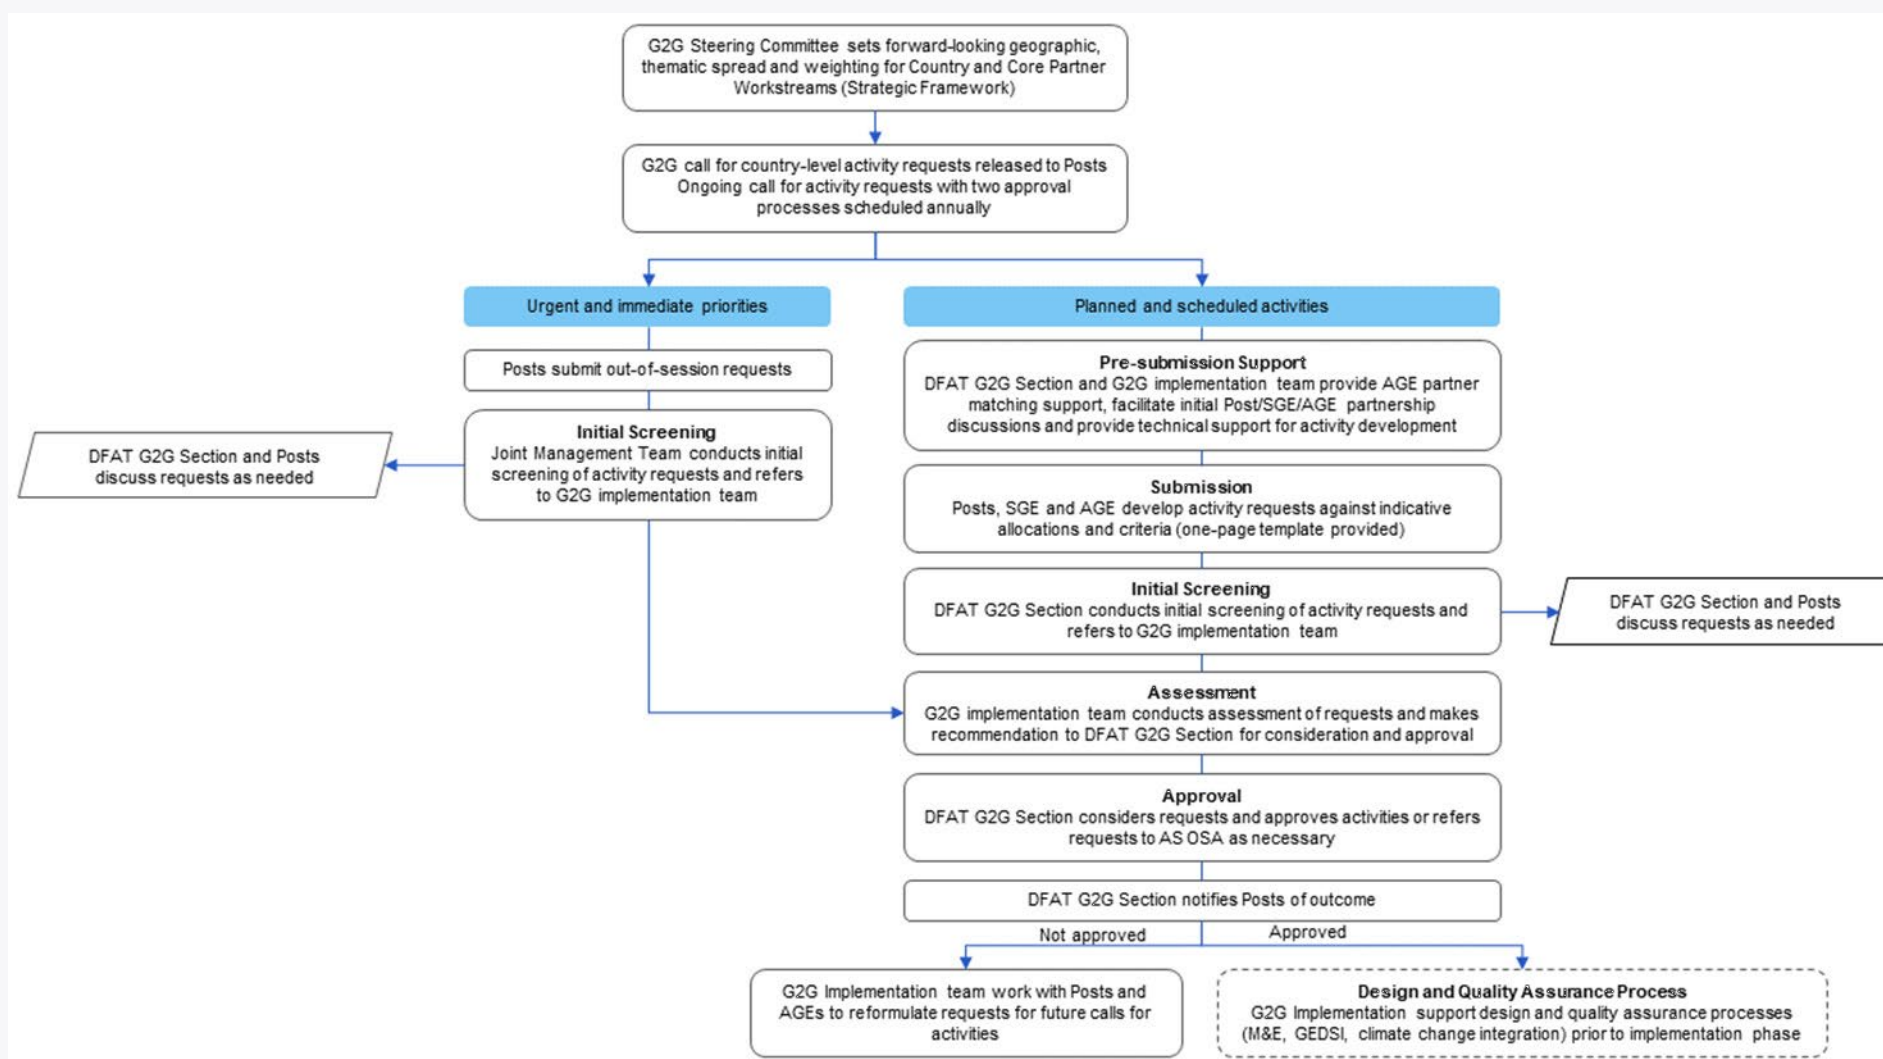 G2G Steering Committee sets forward-looking geographic,
thematic spread and weighting for Country and Core Partner
Workstreams (Strategic Framework)
G2G call for country-level activity requests released to Posts
Ongoing call for activity requests with two approval
processes scheduled annually
Urgent and immediate priorities
Posts submit out-of-session requests
Initial Screening
Joint Management Team conducts initial
screening of activity requests and refers
to G2G implementation team
DFAT G2G Section and Posts
discuss requests as needed
Planned and scheduled activities
Pre-submission Support
DFAT G2G Section and G2G implementation team provide AGE partner
matching support, facilitate initial Post/SGE/AGE partnership
discussions and provide technical support for activity development
Submission
Posts, SGE and AGE develop activity requests against indicative
allocations and criteria (one-page template provided)
Initial Screening
DFAT G2G Section conducts initial screening of activity requests and
refers to G2G implementation team
DFAT G2G Section and Posts
discuss requests as needed
Assessment
G2G implementation team conducts assessment of requests and makes
recommendation to DFAT G2G Section for consideration and approval
Approval
DFAT G2G Section considers requests and approves activities or refers
requests to AS OSA as necessary
DFAT G2G Section notifies Posts of outcome
Not approved
Approved
G2G Implementation team work with Posts and
AGEs to reformulate requests for future calls for
activities
Design and Quality Assurance Process
G2G Implementation support design and quality assurance processes
(M&E, GEDSI, climate change integration) prior to implementation phase